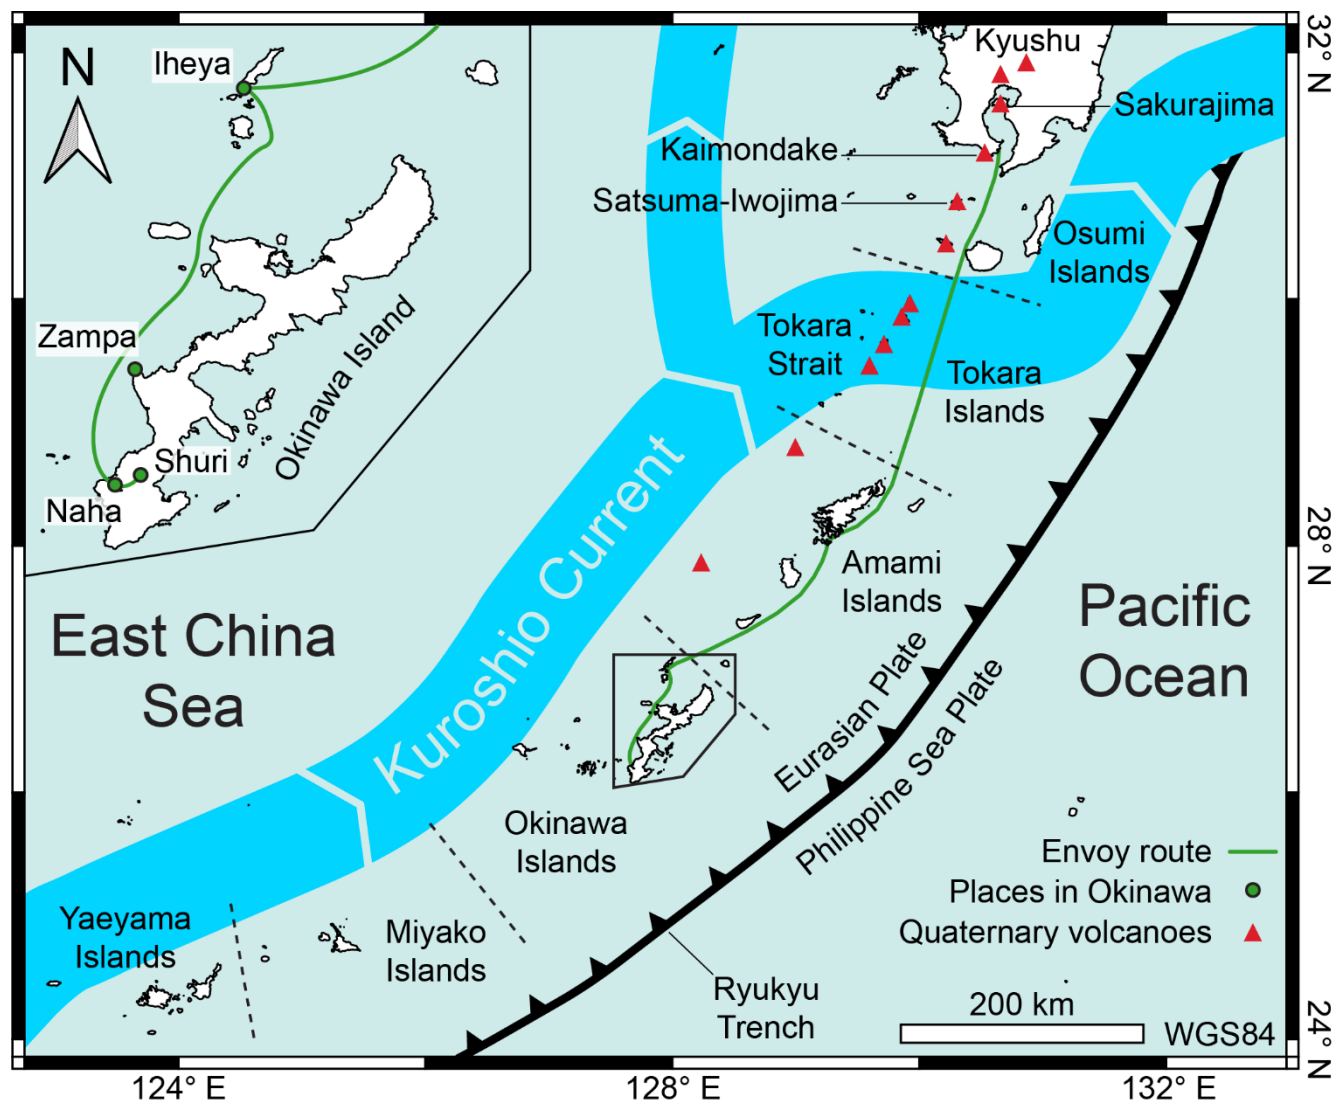 N
Iheya
Zampa
Shuri
Naha
Okinawa Island
Kyushu
Sakurajima
Kaimondake
Satsuma-Iwojima
Osumi
Islands
Tokara
Strait
Tokara
Islands
Kuroshio Current
Amami
Islands
East China
Sea
Pacific
Ocean
Eurasian Plate
Philippine Sea Plate
Okinawa
Islands
Yaeyama
Islands
Miyako
Islands
Ryukyu
Trench
Envoy route
Places in Okinawa
Quaternary volcanoes
200 km
WGS84
32° N
28° N
24° N
124° E
128° E
132° E